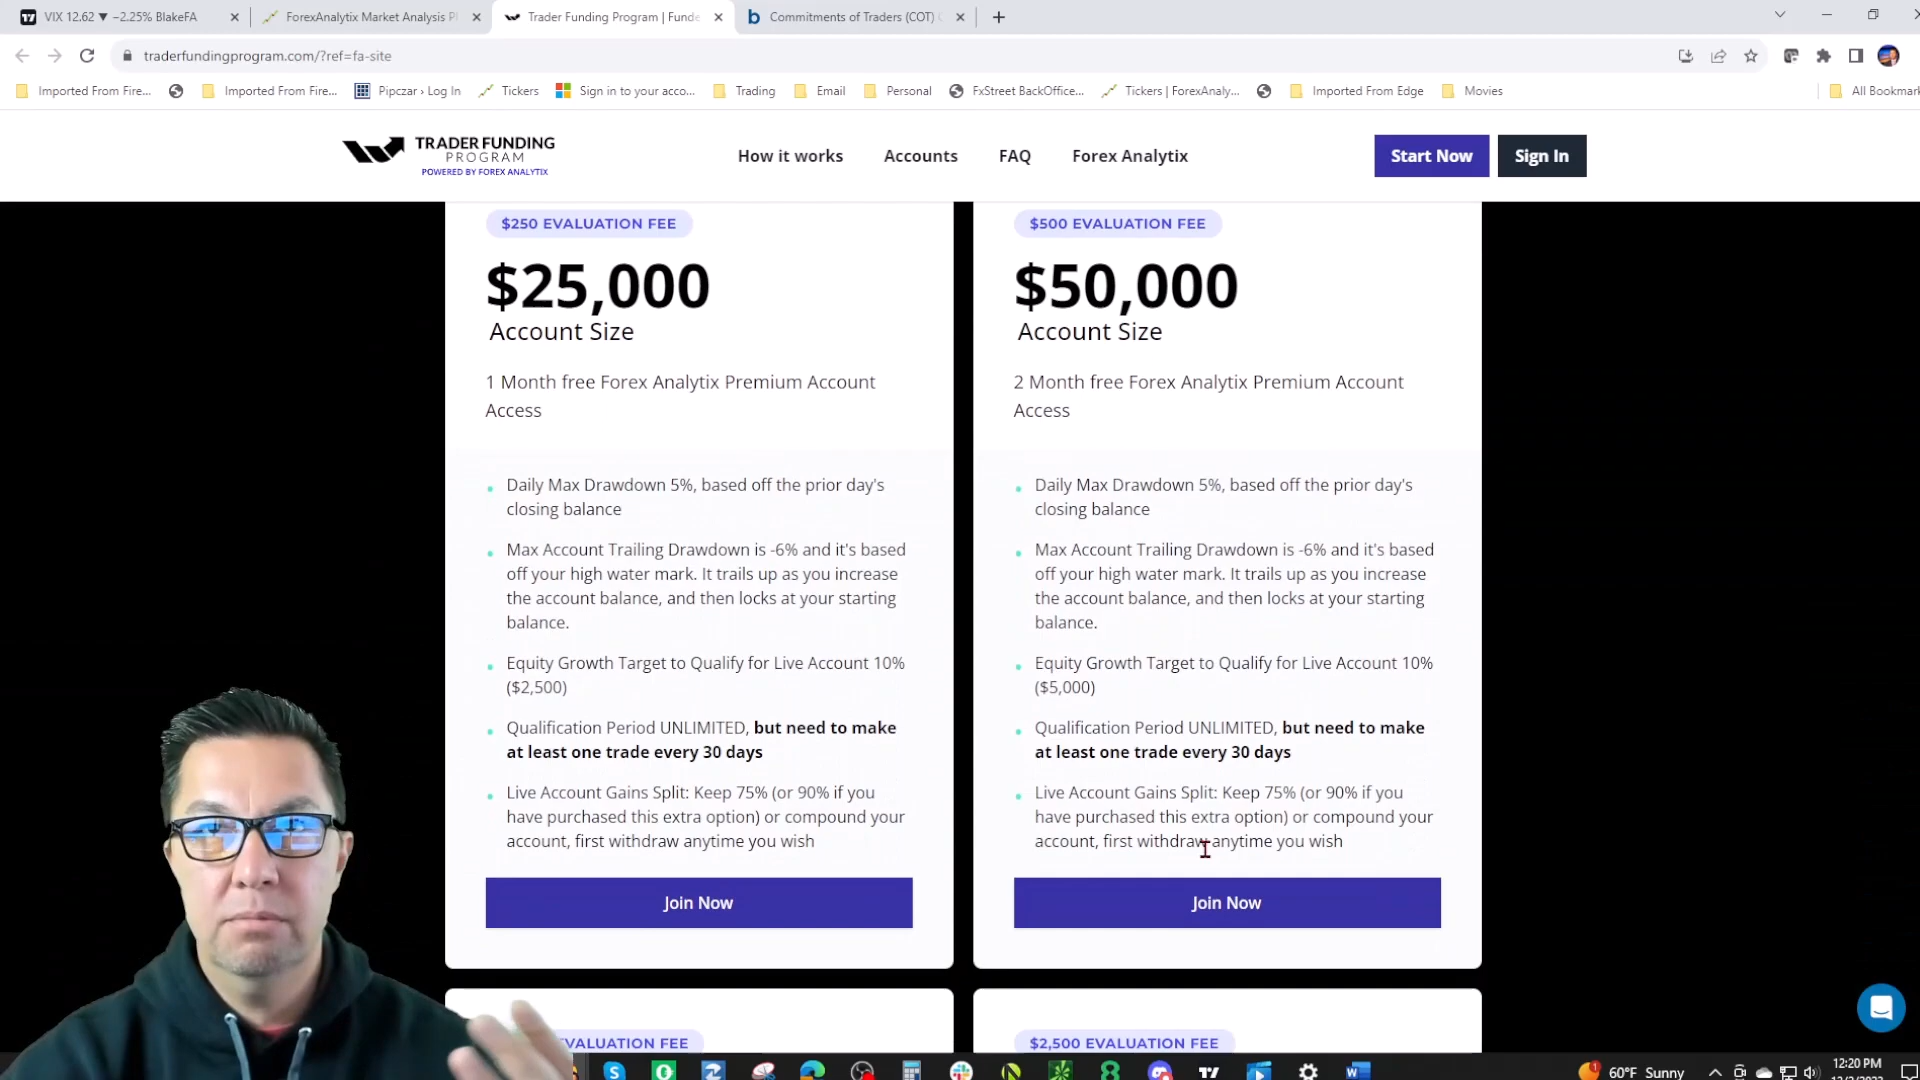 VIX 12.62 ▼ −2.25% BlakeFA
ForexAnalytix Market Analysis Pl
Trader Funding Program | Funde
Commitments of Traders (COT)
traderfundingprogram.com/?ref=fa-site
Imported From Fire...
Imported From Fire...
Pipczar › Log In
Tickers
Sign in to your acco...
Trading
Email
Personal
FxStreet BackOffice...
Tickers | ForexAnaly...
Imported From Edge
Movies
All Bookmark
TRADER FUNDING
PROGRAM
POWERED BY FOREX ANALYTIX
How it works
Accounts
FAQ
Forex Analytix
Start Now
Sign In
$250 EVALUATION FEE
$25,000
Account Size
1 Month free Forex Analytix Premium Account
Access
Daily Max Drawdown 5%, based off the prior day's
closing balance
Max Account Trailing Drawdown is -6% and it's based
off your high water mark. It trails up as you increase
the account balance, and then locks at your starting
balance.
Equity Growth Target to Qualify for Live Account 10%
($2,500)
Qualification Period UNLIMITED, but need to make
at least one trade every 30 days
Live Account Gains Split: Keep 75% (or 90% if you
have purchased this extra option) or compound your
account, first withdraw anytime you wish
Join Now
$500 EVALUATION FEE
$50,000
Account Size
2 Month free Forex Analytix Premium Account
Access
Daily Max Drawdown 5%, based off the prior day's
closing balance
Max Account Trailing Drawdown is -6% and it's based
off your high water mark. It trails up as you increase
the account balance, and then locks at your starting
balance.
Equity Growth Target to Qualify for Live Account 10%
($5,000)
Qualification Period UNLIMITED, but need to make
at least one trade every 30 days
Live Account Gains Split: Keep 75% (or 90% if you
have purchased this extra option) or compound your
account, first withdraw anytime you wish
Join Now
VALUATION FEE
$2,500 EVALUATION FEE
60°F Sunny
12:20 PM